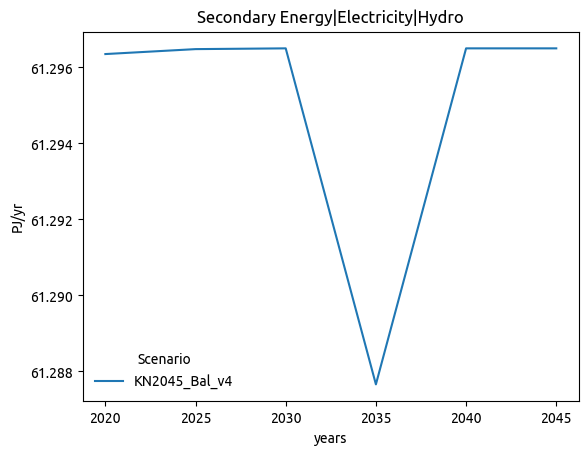 Secondary Energy|Electricity|Hydro
61.296
61.294
61.292
61.290
61.288
PJ/yr
Scenario
KN2045_Bal_v4
2020 2025 2030 2035 2040 2045
years